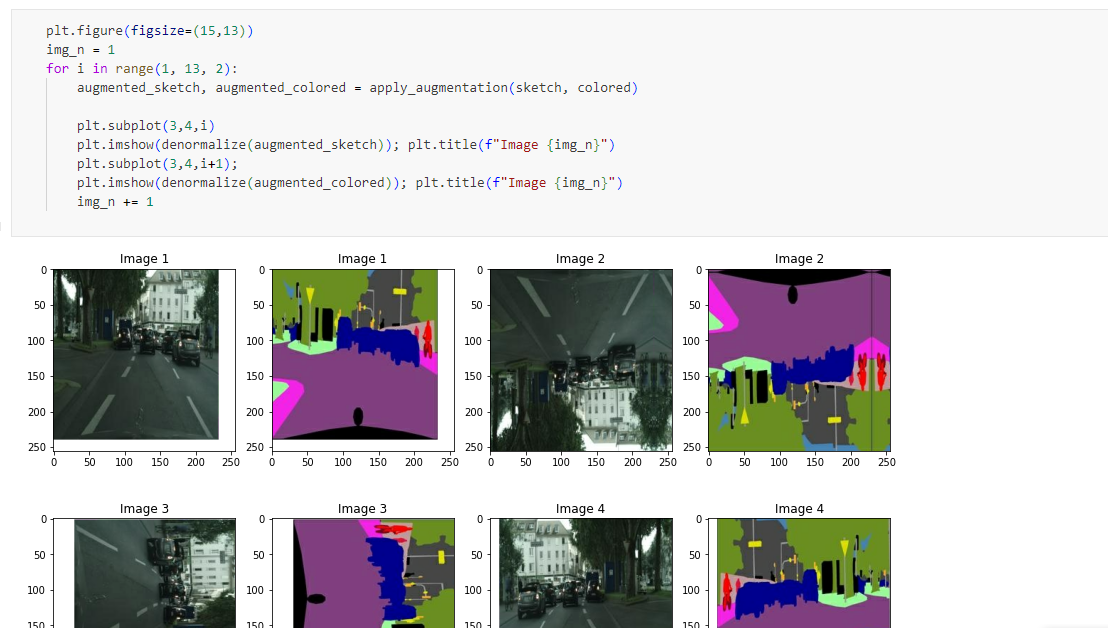 plt.figure(figsize=(15,13))
img_n = 1
for i in range(1, 13, 2):
    augmented_sketch, augmented_colored = apply_augmentation(sketch, colored)
    plt.subplot(3,4,i)
    plt.imshow(denormalize(augmented_sketch)); plt.title(f"Image {img_n}")
    plt.subplot(3,4,i+1);
    plt.imshow(denormalize(augmented_colored)); plt.title(f"Image {img_n}")
    img_n += 1
Image 1 Image 1 Image 2 Image 2
0 0 0 0
50 50 50 50
100 100 100 100
150 150 150 150
200 200 200 200
250 250 250 250
0 50 100 150 200 250 0 50 100 150 200 250 0 50 100 150 200 250 0 50 100 150 200 250
Image 3 Image 3 Image 4 Image 4
0 0 0 0
50 50 50 50
100 100 100 100
150 150 150 150